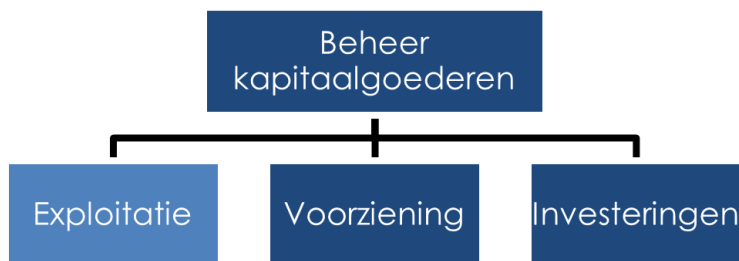 Beheer
kapitaalgoederen
Exploitatie
Voorziening
Investeringen